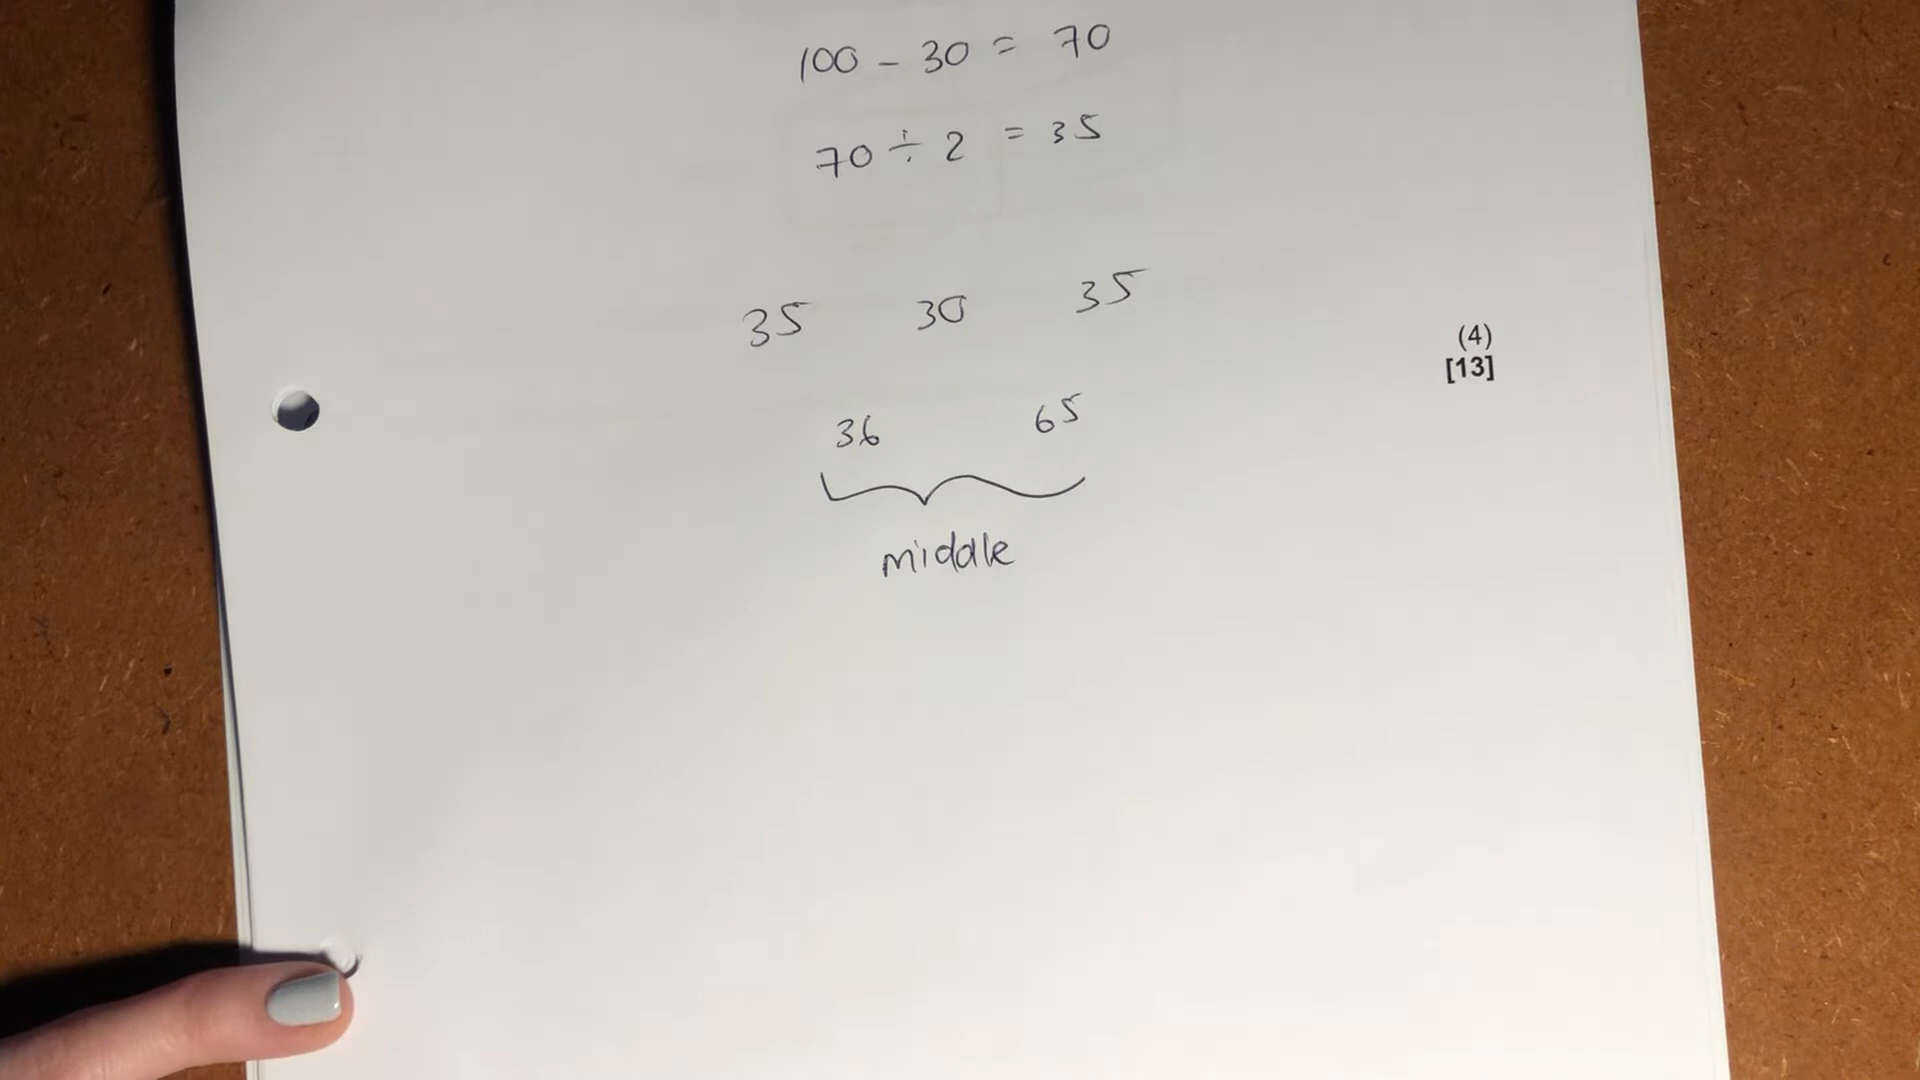 100 - 30 = 70
70 ÷ 2 = 35
35 30 35
(4)
[13]
36 65
middle